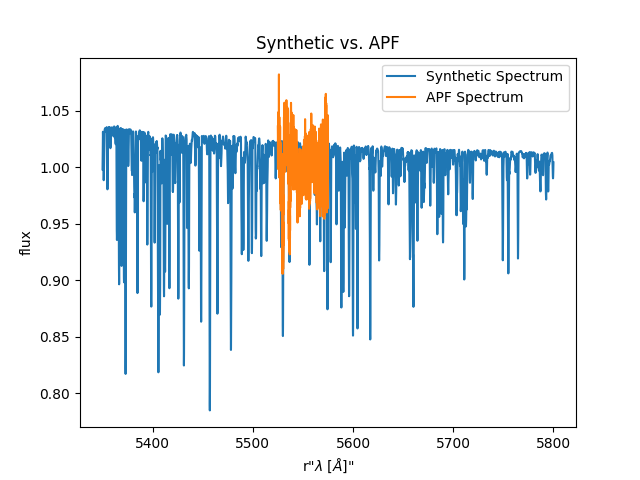 Synthetic vs. APF
Synthetic Spectrum
APF Spectrum
1.05
1.00
0.95
0.90
0.85
0.80
flux
5400 5500 5600 5700 5800
r"λ [Å]"